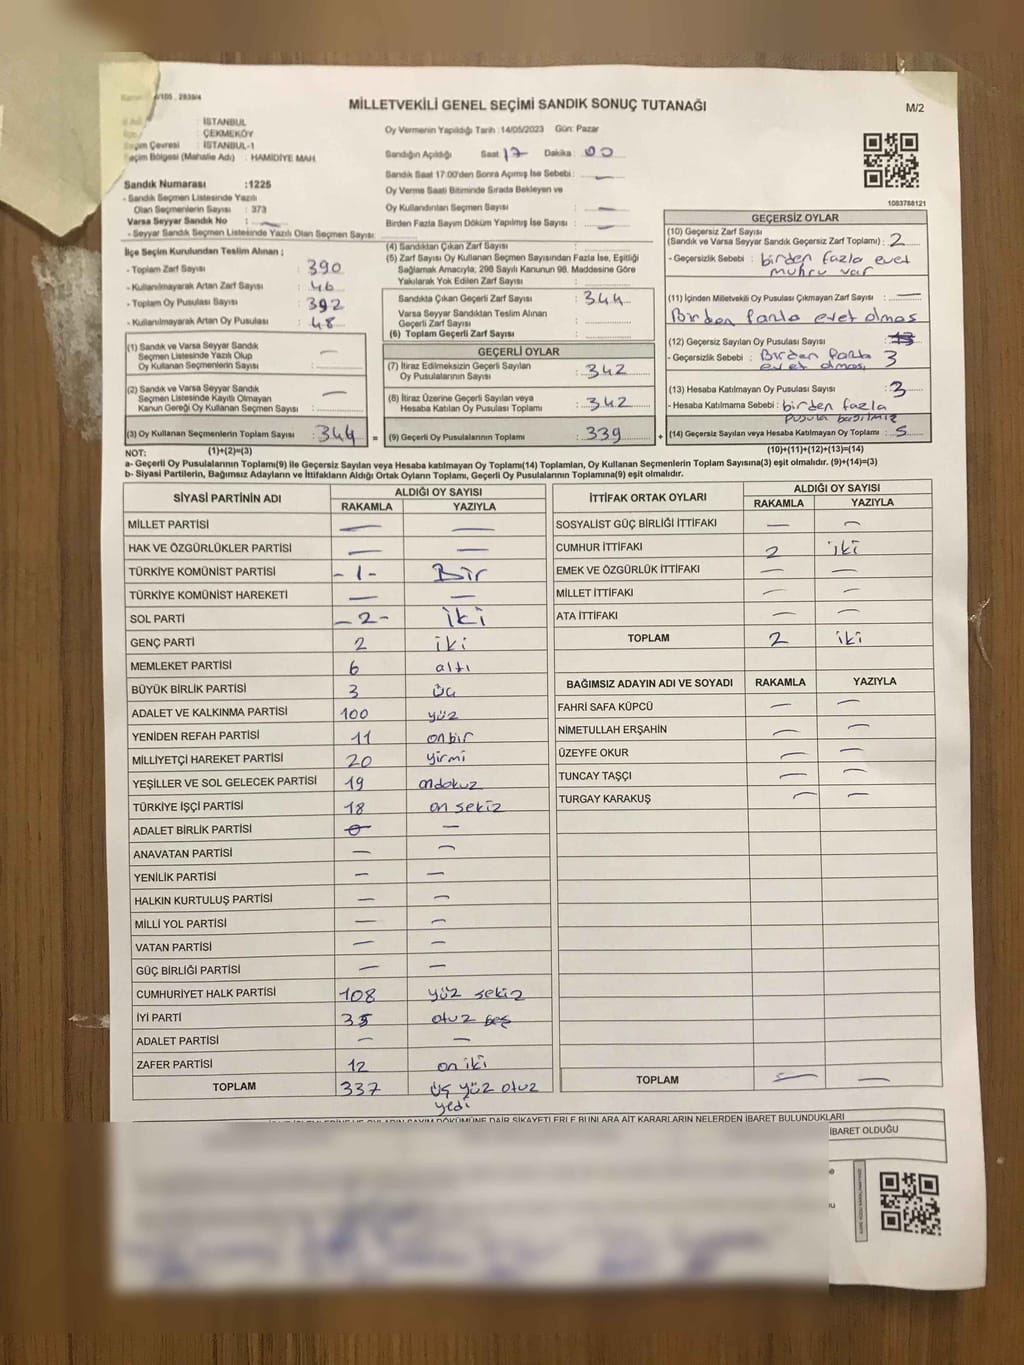 /105 . 2839/4
MİLLETVEKİLİ GENEL SEÇİMİ SANDIK SONUÇ TUTANAĞI
M/2
: İSTANBUL
: ÇEKMEKÖY
Seçim Çevresi : İSTANBUL-1
Seçim Bölgesi (Mahalle Adı) : HAMİDİYE MAH.
Oy Vermenin Yapıldığı Tarih :14/05/2023 Gün: Pazar
Sandığın Açıldığı Saat 17 Dakika : 00
Sandık Saat 17:00'den Sonra Açımış İse Sebebi : —
Oy Verme Saati Bitiminde Sırada Bekleyen ve
Oy Kullandırılan Seçmen Sayısı : —
Birden Fazla Sayım Döküm Yapılmış İse Sayısı : —
Sandık Numarası :1225
- Sandık Seçmen Listesinde Yazılı
Olan Seçmenlerin Sayısı : 373
Varsa Seyyar Sandık No : —
- Seyyar Sandık Seçmen Listesinde Yazılı Olan Seçmen Sayısı:
1083788121
İlçe Seçim Kurulundan Teslim Alınan ;
- Toplam Zarf Sayısı : 390
- Kullanılmayarak Artan Zarf Sayısı : 46
- Toplam Oy Pusulası Sayısı : 392
- Kullanılmayarak Artan Oy Pusulası : 48
(1) Sandık ve Varsa Seyyar Sandık
Seçmen Listesinde Yazılı Olup
Oy Kullanan Seçmenlerin Sayısı : —
(2) Sandık ve Varsa Seyyar Sandık
Seçmen Listesinde Kayıtlı Olmayan
Kanun Gereği Oy Kullanan Seçmen Sayısı : —
(3) Oy Kullanan Seçmenlerin Toplam Sayısı : 344 =
(4) Sandıktan Çıkan Zarf Sayısı :
(5) Zarf Sayısı Oy Kullanan Seçmen Sayısından Fazla İse, Eşitliği
Sağlamak Amacıyla, 298 Sayılı Kanunun 98. Maddesine Göre
Yakılarak Yok Edilen Zarf Sayısı :
Sandıkta Çıkan Geçerli Zarf Sayısı : 344
Varsa Seyyar Sandıktan Teslim Alınan
Geçerli Zarf Sayısı :
(6) Toplam Geçerli Zarf Sayısı :
GEÇERLİ OYLAR
(7) İtiraz Edilmeksizin Geçerli Sayılan
Oy Pusulalarının Sayısı : 342
(8) İtiraz Üzerine Geçerli Sayılan veya
Hesaba Katılan Oy Pusulası Toplamı : 342
(9) Geçerli Oy Pusulalarının Toplamı : 339 +
GEÇERSİZ OYLAR
(10) Geçersiz Zarf Sayısı
(Sandık ve Varsa Seyyar Sandık Geçersiz Zarf Toplamı) : 2
- Geçersizlik Sebebi : birden fazla evet
muhru var
(11) İçinden Milletvekili Oy Pusulası Çıkmayan Zarf Sayısı : —
Birden fazla evet olması
(12) Geçersiz Sayılan Oy Pusulası Sayısı :
- Geçersizlik Sebebi : Birden fazla 3
evet olması
(13) Hesaba Katılmayan Oy Pusulası Sayısı : 3
- Hesaba Katılmama Sebebi : birden fazla
pusula
(14) Geçersiz Sayılan veya Hesaba Katılmayan Oy Toplamı : 5
NOT: (1)+(2)=(3) (10)+(11)+(12)+(13)=(14)
a- Geçerli Oy Pusulalarının Toplamı(9) ile Geçersiz Sayılan veya Hesaba katılmayan Oy Toplamı(14) Toplamları, Oy Kullanan Seçmenlerin Toplam Sayısına(3) eşit olmalıdır. (9)+(14)=(3)
b- Siyasi Partilerin, Bağımsız Adayların ve İttifakların Aldığı Ortak Oyların Toplamı, Geçerli Oy Pusulalarının Toplamına(9) eşit olmalıdır.
SİYASİ PARTİNİN ADI ALDIĞI OY SAYISI
RAKAMLA YAZIYLA
MİLLET PARTİSİ — —
HAK VE ÖZGÜRLÜKLER PARTİSİ — —
TÜRKİYE KOMÜNİST PARTİSİ -1- Bir
TÜRKİYE KOMÜNİST HAREKETİ — —
SOL PARTİ -2- iki
GENÇ PARTİ 2 iki
MEMLEKET PARTİSİ 6 altı
BÜYÜK BİRLİK PARTİSİ 3 üç
ADALET VE KALKINMA PARTİSİ 100 yüz
YENİDEN REFAH PARTİSİ 11 onbir
MİLLİYETÇİ HAREKET PARTİSİ 20 yirmi
YEŞİLLER VE SOL GELECEK PARTİSİ 19 ondokuz
TÜRKİYE İŞÇİ PARTİSİ 18 on sekiz
ADALET BİRLİK PARTİSİ 0 —
ANAVATAN PARTİSİ — —
YENİLİK PARTİSİ — —
HALKIN KURTULUŞ PARTİSİ — —
MİLLİ YOL PARTİSİ — —
VATAN PARTİSİ — —
GÜÇ BİRLİĞİ PARTİSİ — —
CUMHURİYET HALK PARTİSİ 108 yüz sekiz
İYİ PARTİ 35 otuz beş
ADALET PARTİSİ — —
ZAFER PARTİSİ 12 on iki
TOPLAM 337 üç yüz otuz
yedi
İTTİFAK ORTAK OYLARI ALDIĞI OY SAYISI
RAKAMLA YAZIYLA
SOSYALİST GÜÇ BİRLİĞİ İTTİFAKI — —
CUMHUR İTTİFAKI 2 iki
EMEK VE ÖZGÜRLÜK İTTİFAKI — —
MİLLET İTTİFAKI — —
ATA İTTİFAKI — —
TOPLAM 2 iki
BAĞIMSIZ ADAYIN ADI VE SOYADI RAKAMLA YAZIYLA
FAHRİ SAFA KÜPCÜ — —
NİMETULLAH ERŞAHİN — —
ÜZEYFE OKUR — —
TUNCAY TAŞÇI — —
TURGAY KARAKUŞ — —
TOPLAM — —
DÖKÜMÜNE DAİR ŞİKAYETLERLE BUNLARA AİT KARARLARIN NELERDEN İBARET BULUNDUKLARI
İBARET OLDUĞU